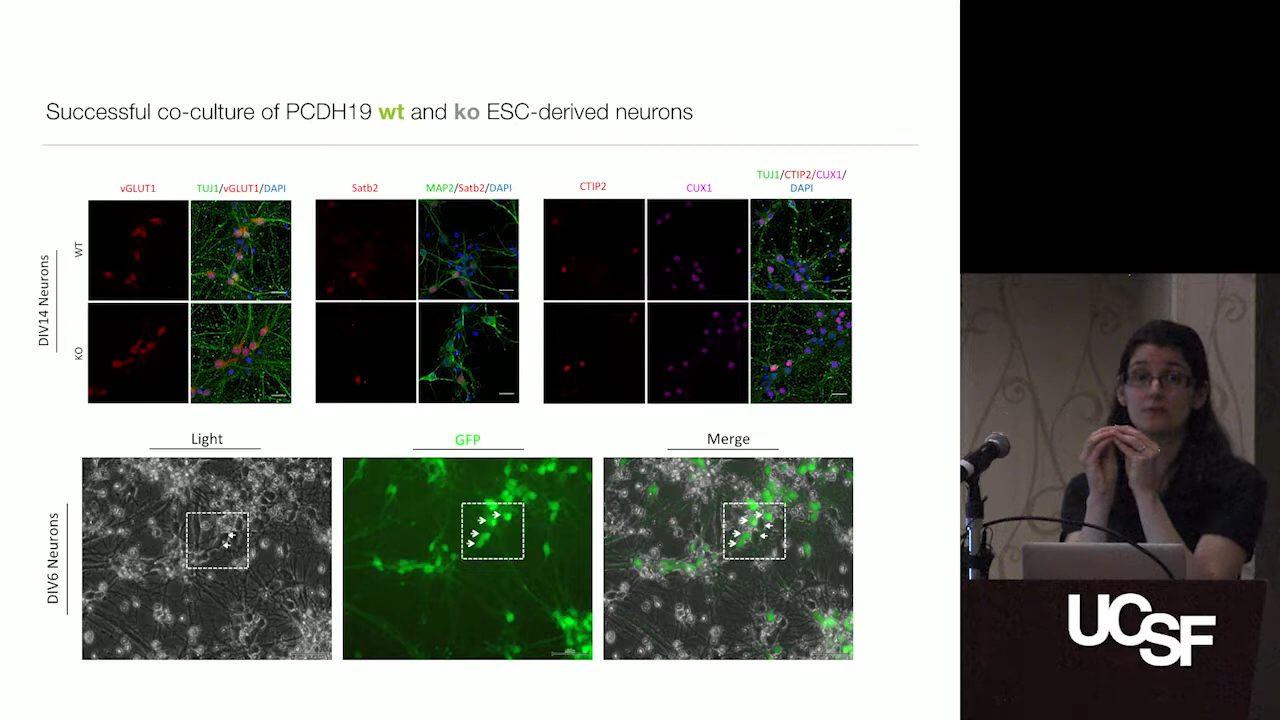 Successful co-culture of PCDH19 wt and ko ESC-derived neurons
vGLUT1
TUJ1/vGLUT1/DAPI
Satb2
MAP2/Satb2/DAPI
CTIP2
CUX1
TUJ1/CTIP2/CUX1/
DAPI
DIV14 Neurons
WT
KO
Light
GFP
Merge
DIV6 Neurons
UCSF